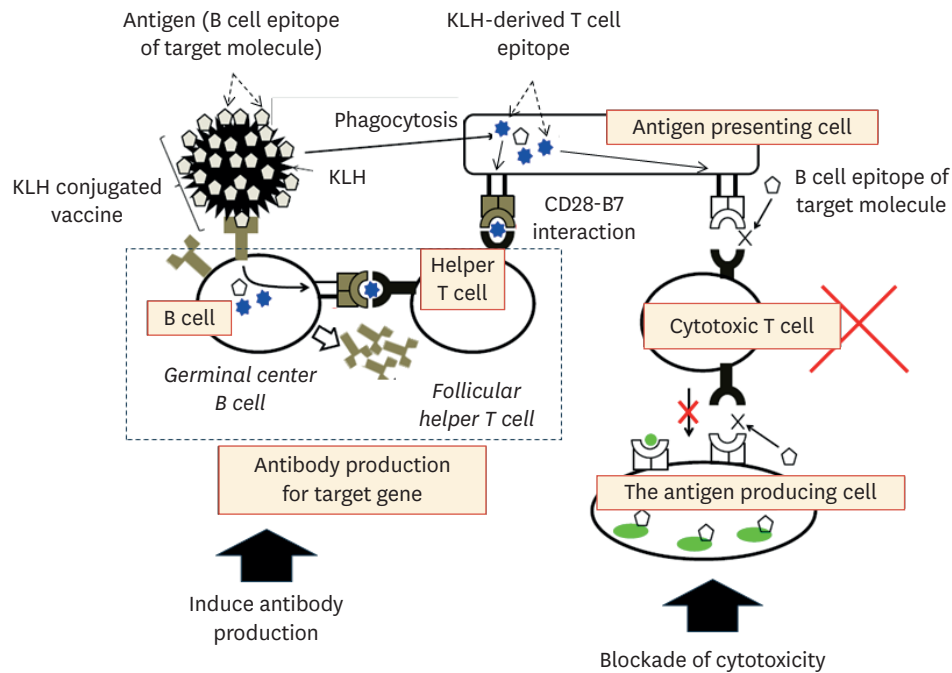 Antigen (B cell epitope
of target molecule)
KLH-derived T cell
epitope
Phagocytosis
Antigen presenting cell
KLH
KLH conjugated
vaccine
B cell epitope of
target molecule
CD28-B7
interaction
Helper
T cell
B cell
Cytotoxic T cell
Germinal center
B cell
Follicular
helper T cell
Antibody production
for target gene
The antigen producing cell
Induce antibody
production
Blockade of cytotoxicity